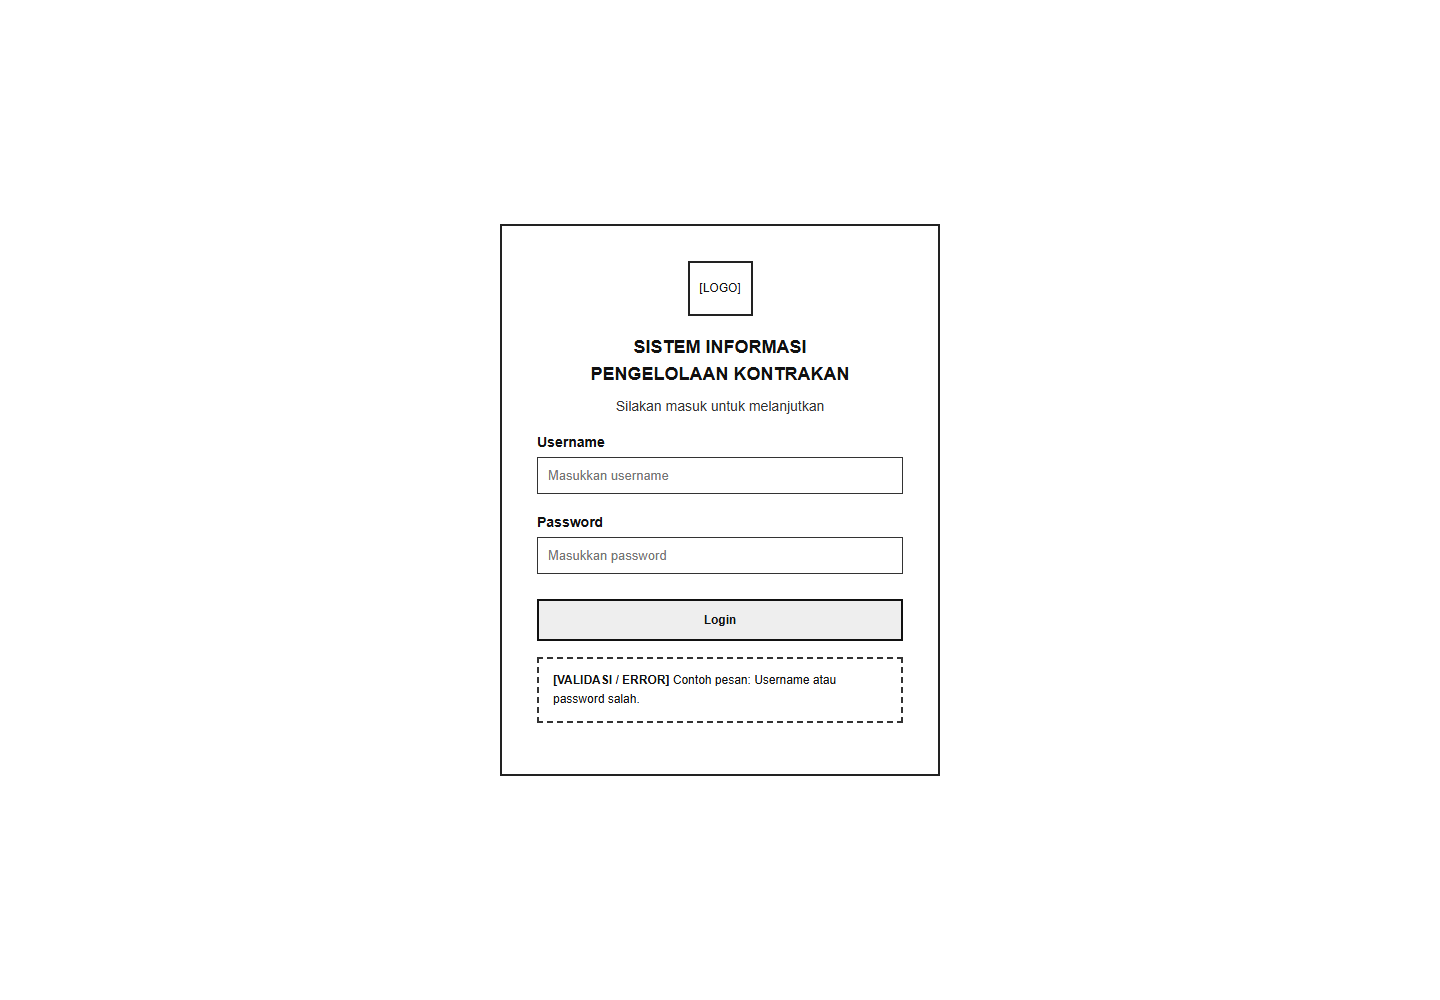 [LOGO]
SISTEM INFORMASI
PENGELOLAAN KONTRAKAN
Silakan masuk untuk melanjutkan
Username
Masukkan username
Password
Masukkan password
Login
[VALIDASI / ERROR] Contoh pesan: Username atau
password salah.